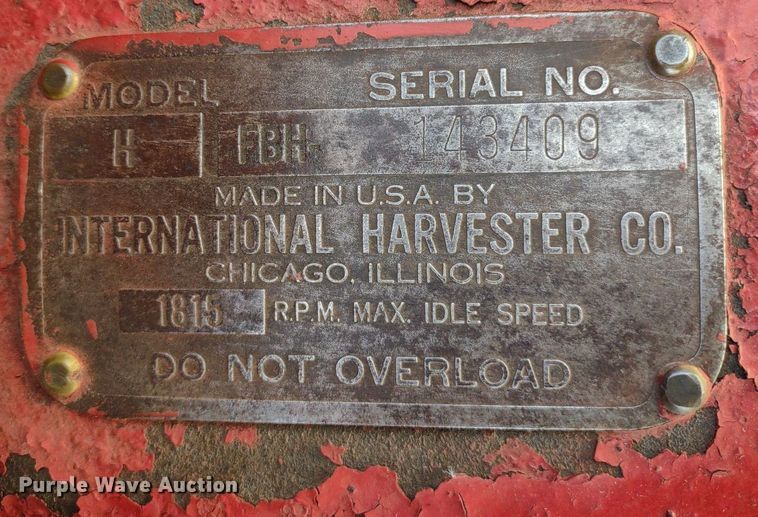 MODEL SERIAL NO.
H FBH- 143409
MADE IN U.S.A. BY
INTERNATIONAL HARVESTER CO.
CHICAGO, ILLINOIS
1815 R.P.M. MAX. IDLE SPEED
DO NOT OVERLOAD
Purple Wave Auction